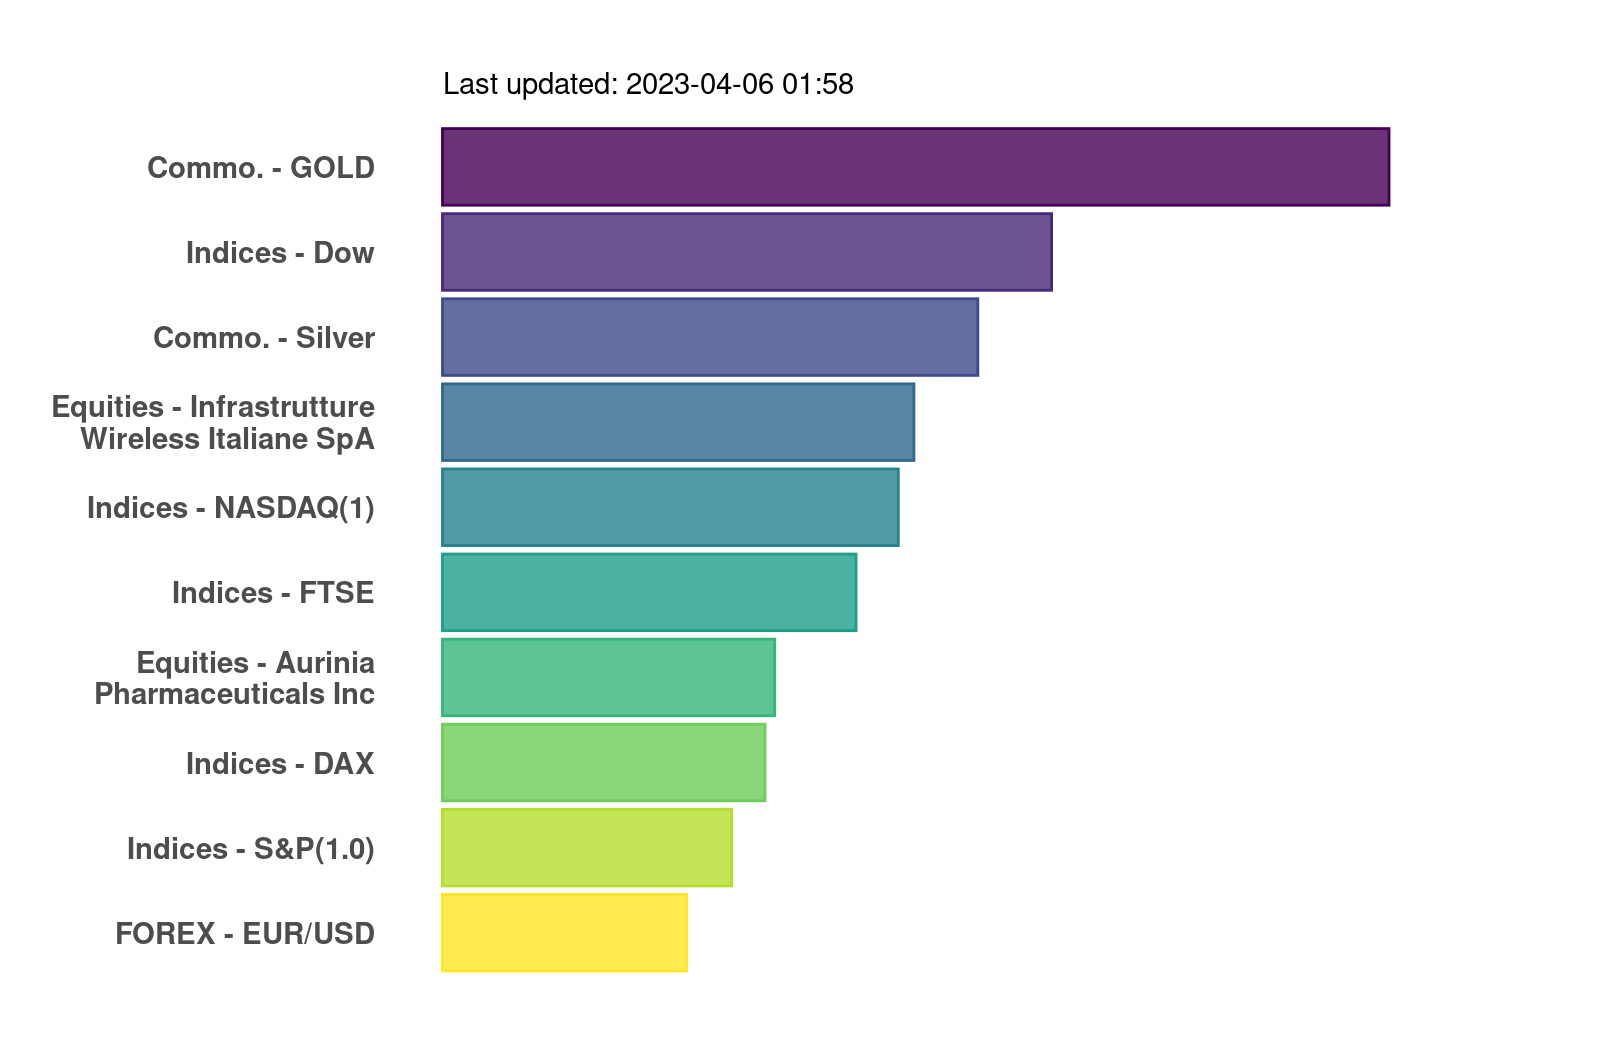 Last updated: 2023-04-06 01:58
Commo. - GOLD
Indices - Dow
Commo. - Silver
Equities - Infrastrutture
Wireless Italiane SpA
Indices - NASDAQ(1)
Indices - FTSE
Equities - Aurinia
Pharmaceuticals Inc
Indices - DAX
Indices - S&P(1.0)
FOREX - EUR/USD